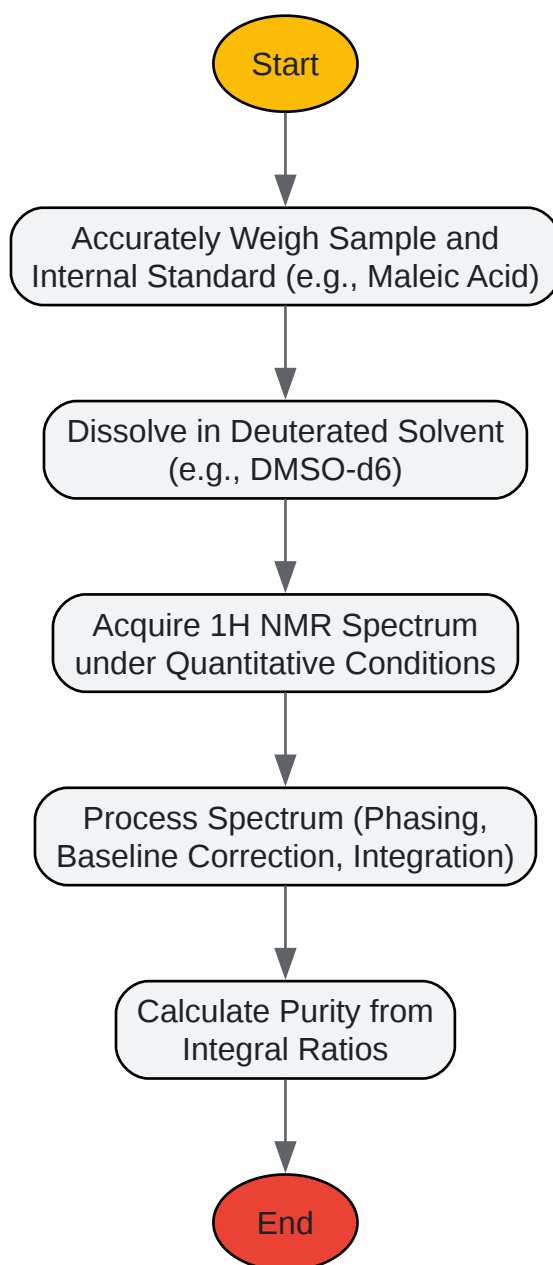 Start
Accurately Weigh Sample and
Internal Standard (e.g., Maleic Acid)
Dissolve in Deuterated Solvent
(e.g., DMSO-d6)
Acquire 1H NMR Spectrum
under Quantitative Conditions
Process Spectrum (Phasing,
Baseline Correction, Integration)
Calculate Purity from
Integral Ratios
End